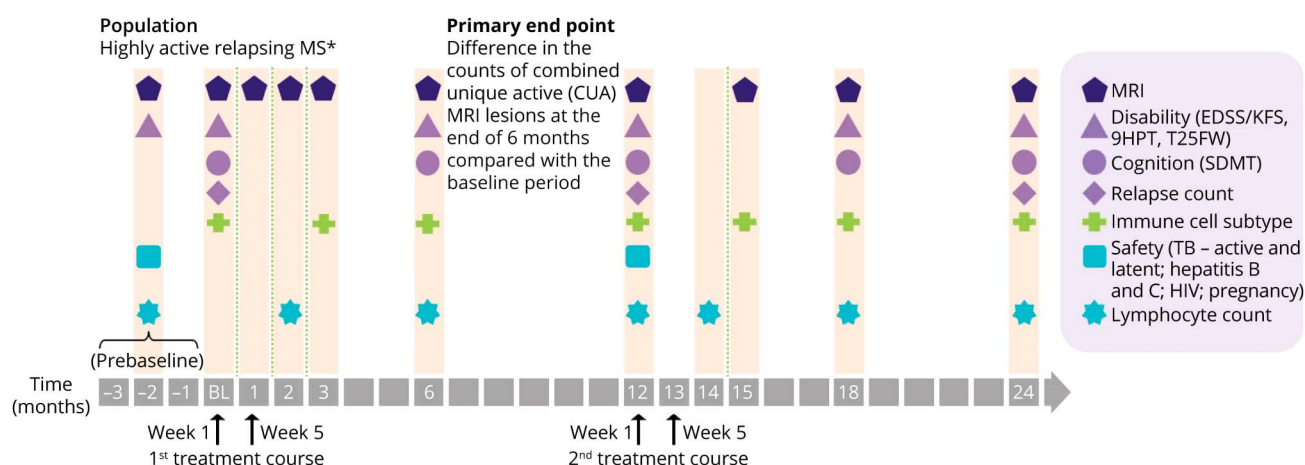 Population
Highly active relapsing MS*
Primary end point
Difference in the
counts of combined
unique active (CUA)
MRI lesions at the
end of 6 months
compared with the
baseline period
MRI
Disability (EDSS/KFS,
9HPT, T25FW)
Cognition (SDMT)
Relapse count
Immune cell subtype
Safety (TB – active and
latent; hepatitis B
and C; HIV; pregnancy)
Lymphocyte count
(Prebaseline)
Time
(months)
–3 –2 –1 BL 1 2 3 6 12 13 14 15 18 24
Week 1 Week 5
1st treatment course
Week 1 Week 5
2nd treatment course